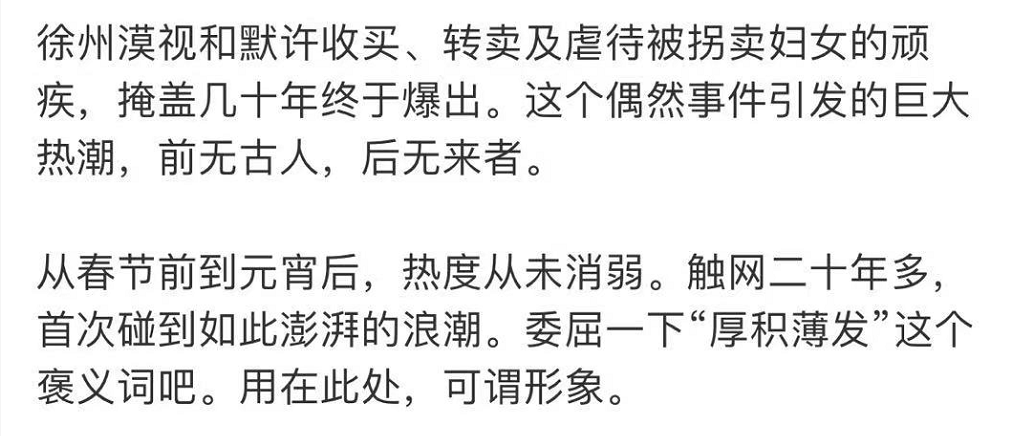 徐州漠视和默许收买、转卖及虐待被拐卖妇女的顽
疾，掩盖几十年终于爆出。这个偶然事件引发的巨大
热潮，前无古人，后无来者。
从春节前到元宵后，热度从未消弱。触网二十年多，
首次碰到如此澎湃的浪潮。委屈一下“厚积薄发”这个
褒义词吧。用在此处，可谓形象。